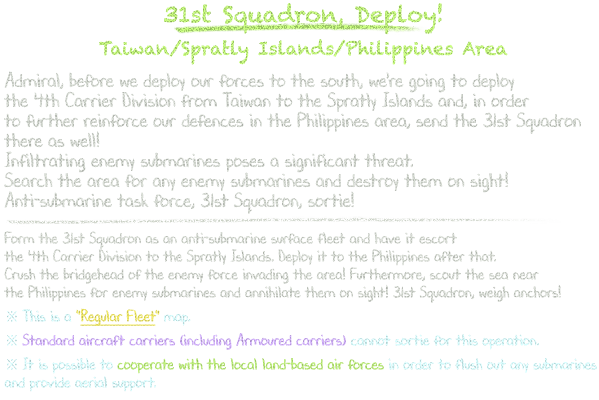 31st Squadron, Deploy!
Taiwan/Spratly Islands/Philippines Area
Admiral, before we deploy our forces to the south, we're going to deploy
the 4th Carrier Division from Taiwan to the Spratly Islands and, in order
to further reinforce our defences in the Philippines area, send the 31st Squadron
there as well!
Infiltrating enemy submarines poses a significant threat.
Search the area for any enemy submarines and destroy them on sight!
Anti-submarine task force, 31st Squadron, sortie!
Form the 31st Squadron as an anti-submarine surface fleet and have it escort
the 4th Carrier Division to the Spratly Islands. Deploy it to the Philippines after that.
Crush the bridgehead of the enemy force invading the area! Furthermore, scout the sea near
the Philippines for enemy submarines and annihilate them on sight! 31st Squadron, weigh anchors!
※ This is a "Regular Fleet" map.
※ Standard aircraft carriers (including Armoured carriers) cannot sortie for this operation.
※ It is possible to cooperate with the local land-based air forces in order to flush out any submarines
and provide aerial support.